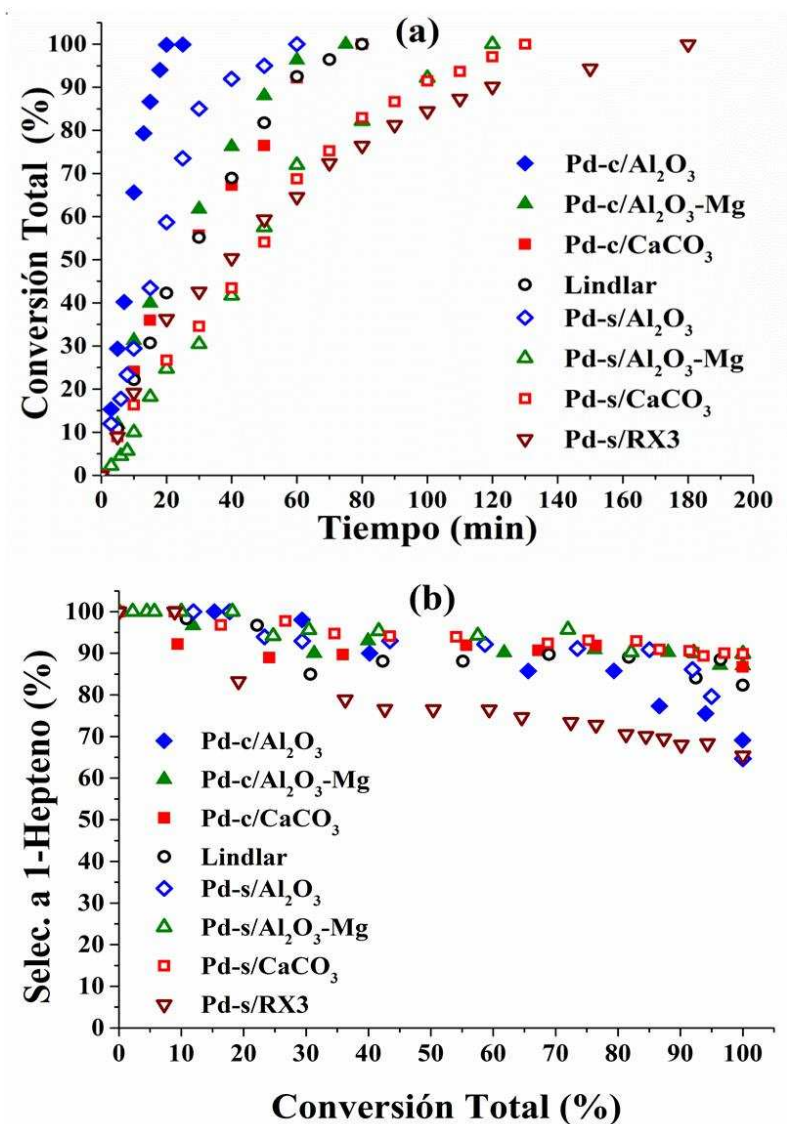 (a)
Conversión Total (%)
100
90
80
70
60
50
40
30
20
10
0
Pd-c/Al₂O₃
Pd-c/Al₂O₃-Mg
Pd-c/CaCO₃
Lindlar
Pd-s/Al₂O₃
Pd-s/Al₂O₃-Mg
Pd-s/CaCO₃
Pd-s/RX3
0 20 40 60 80 100 120 140 160 180 200
Tiempo (min)
(b)
Selec. a 1-Hepteno (%)
100
90
80
70
60
50
40
30
20
10
0
Pd-c/Al₂O₃
Pd-c/Al₂O₃-Mg
Pd-c/CaCO₃
Lindlar
Pd-s/Al₂O₃
Pd-s/Al₂O₃-Mg
Pd-s/CaCO₃
Pd-s/RX3
0 10 20 30 40 50 60 70 80 90 100
Conversión Total (%)